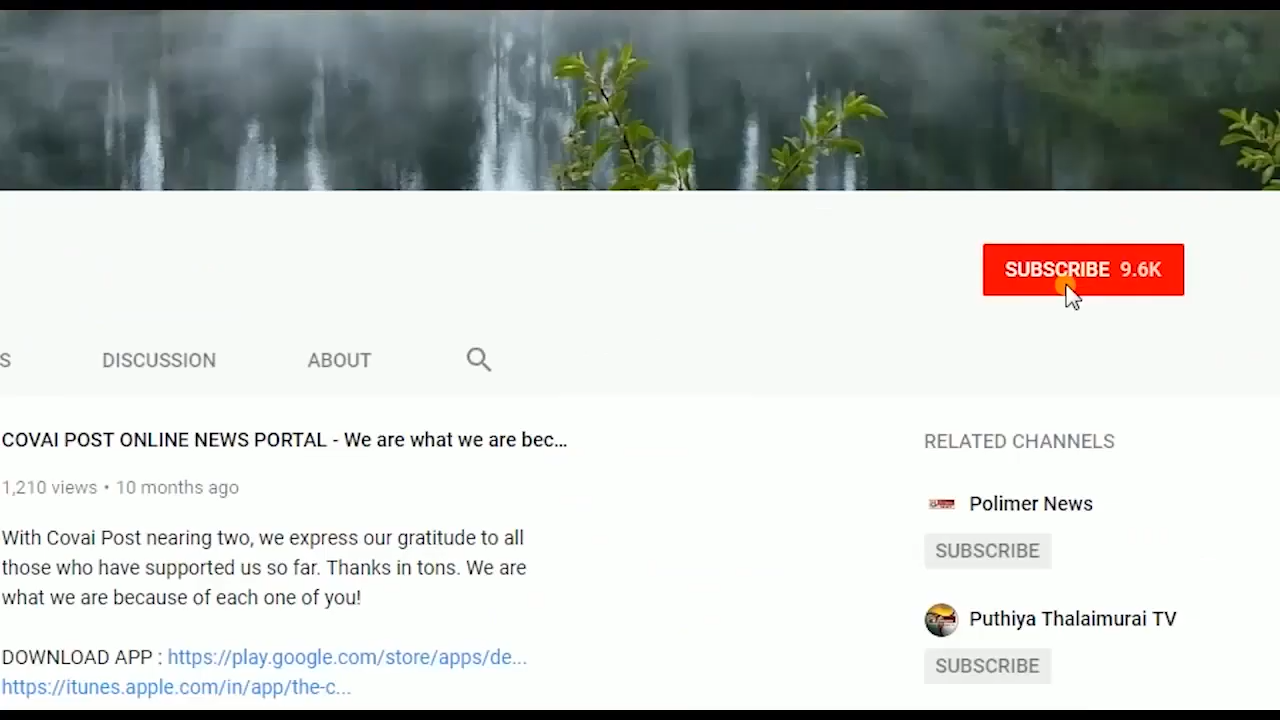 SUBSCRIBE 9.6K
S DISCUSSION ABOUT
COVAI POST ONLINE NEWS PORTAL - We are what we are bec...
1,210 views • 10 months ago
With Covai Post nearing two, we express our gratitude to all
those who have supported us so far. Thanks in tons. We are
what we are because of each one of you!
DOWNLOAD APP : https://play.google.com/store/apps/de...
https://itunes.apple.com/in/app/the-c...
RELATED CHANNELS
Polimer News
SUBSCRIBE
Puthiya Thalaimurai TV
SUBSCRIBE